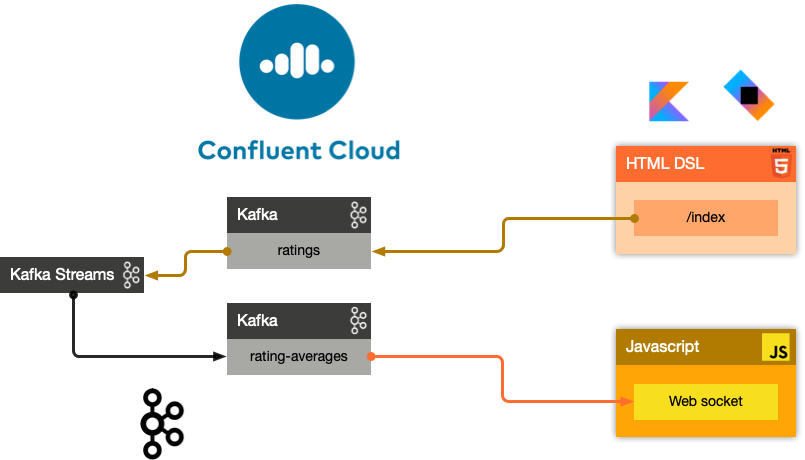 Confluent Cloud
HTML
HTML DSL
5
/index
Kafka
ratings
Kafka Streams
Kafka
rating-averages
Javascript
JS
Web socket